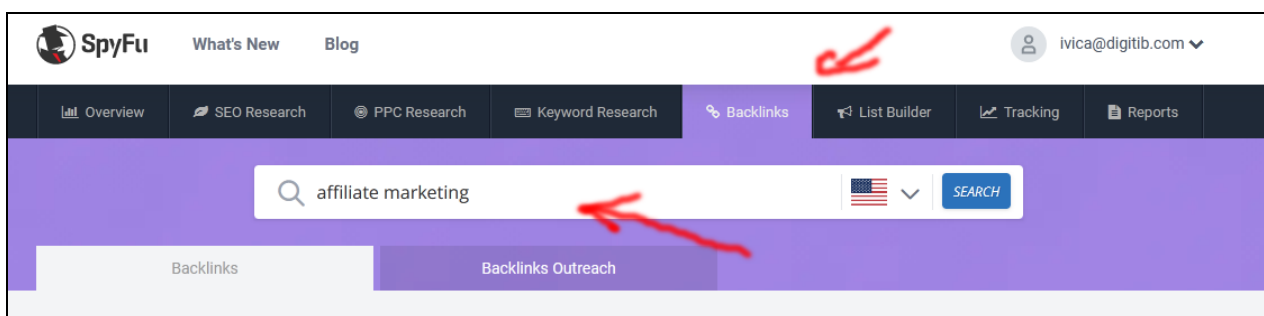 SpyFu What's New Blog ivica@digitib.com
Overview SEO Research PPC Research Keyword Research Backlinks List Builder Tracking Reports
affiliate marketing SEARCH
Backlinks Backlinks Outreach